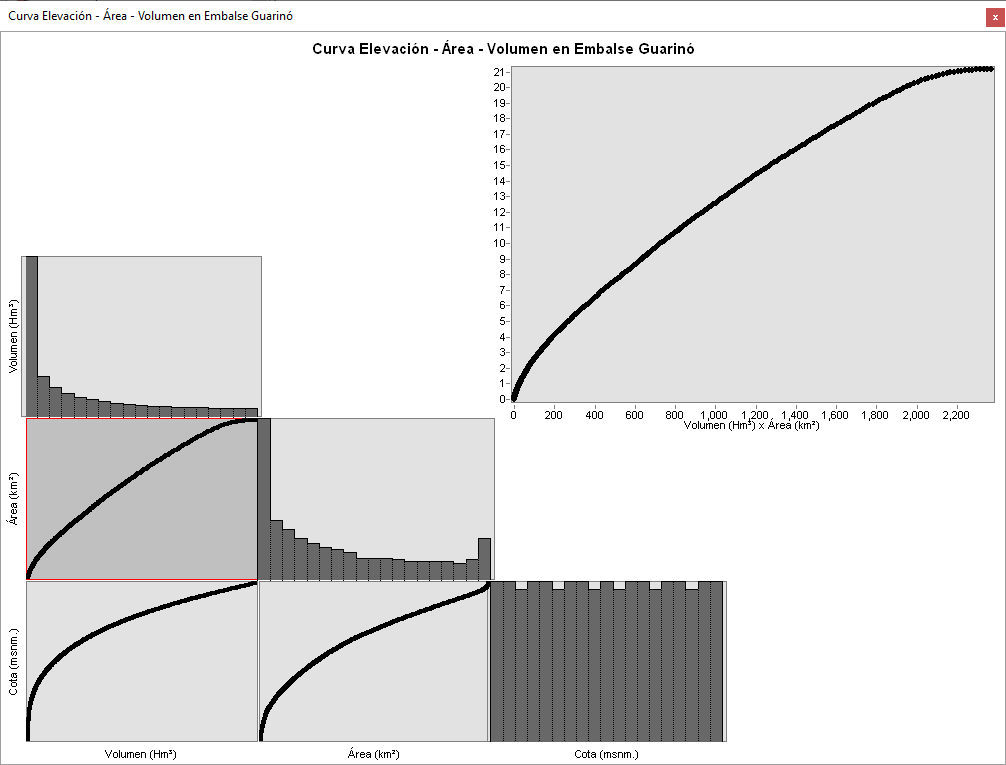 Curva Elevación - Área - Volumen en Embalse Guarinó
x
Curva Elevación - Área - Volumen en Embalse Guarinó
21
20
19
18
17
16
15
14
13
12
11
10
9
8
7
6
5
4
3
2
1
0
0 200 400 600 800 1,000 1,200 1,400 1,600 1,800 2,000 2,200
Volumen (Hm³) x Área (km²)
Volumen (Hm³)
Área (km²)
Cota (msnm.)
Volumen (Hm³) Área (km²) Cota (msnm.)